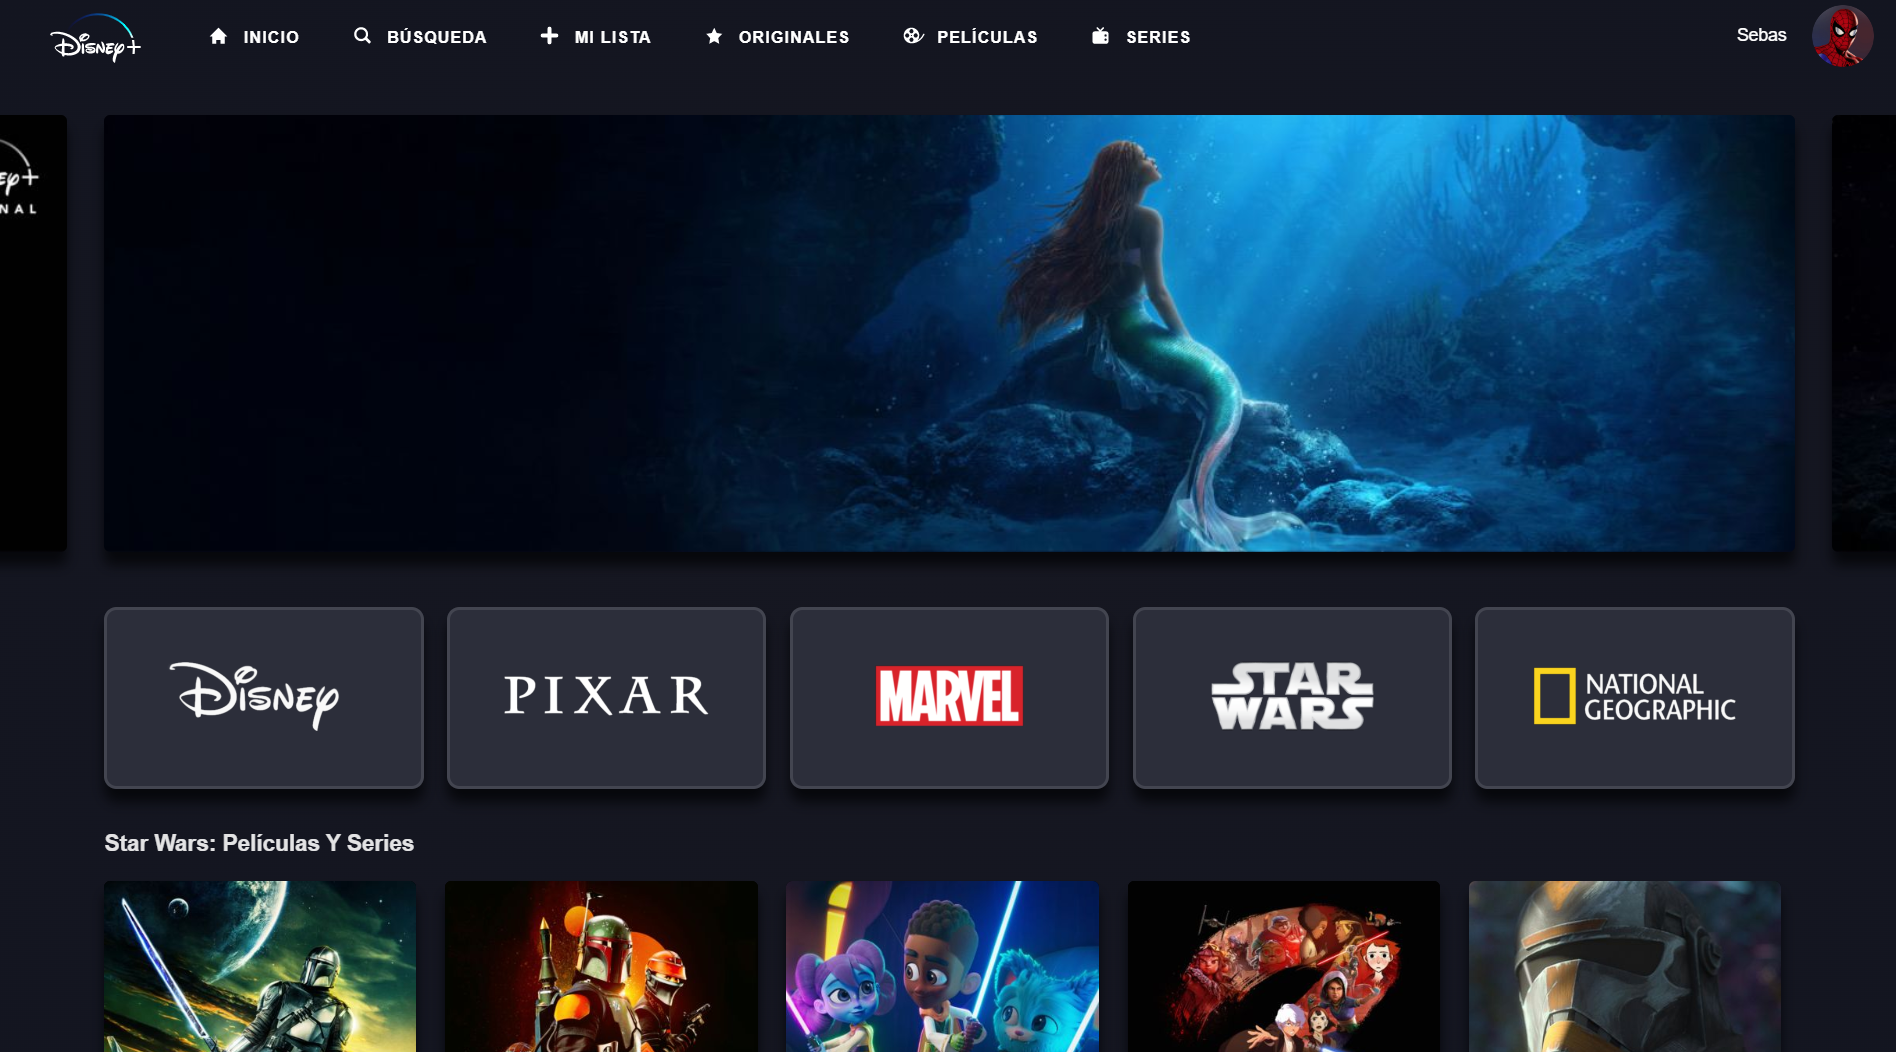 Disney+
INICIO
BÚSQUEDA
MI LISTA
ORIGINALES
PELÍCULAS
SERIES
Sebas
ey+
NAL
Disney
PIXAR
MARVEL
STAR
WARS
NATIONAL
GEOGRAPHIC
Star Wars: Películas Y Series